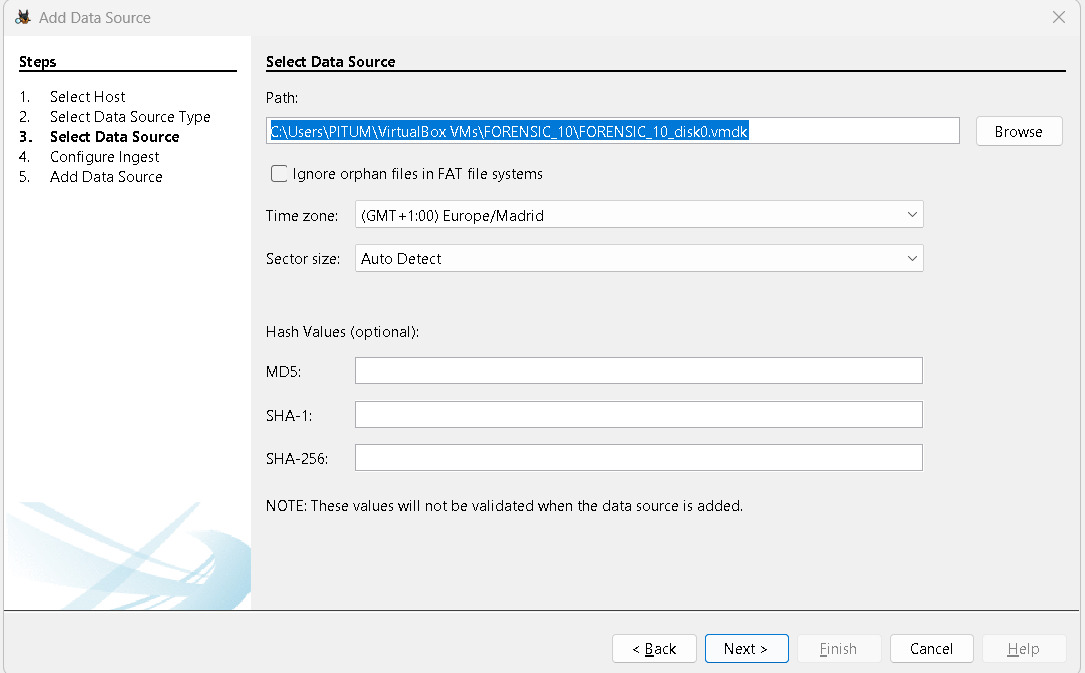 Add Data Source
Steps
1. Select Host
2. Select Data Source Type
3. Select Data Source
4. Configure Ingest
5. Add Data Source
Select Data Source
Path:
C:\Users\PITUM\VirtualBox VMs\FORENSIC_10\FORENSIC_10_disk0.vmdk
Browse
Ignore orphan files in FAT file systems
Time zone: (GMT+1:00) Europe/Madrid
Sector size: Auto Detect
Hash Values (optional):
MD5:
SHA-1:
SHA-256:
NOTE: These values will not be validated when the data source is added.
< Back Next > Finish Cancel Help